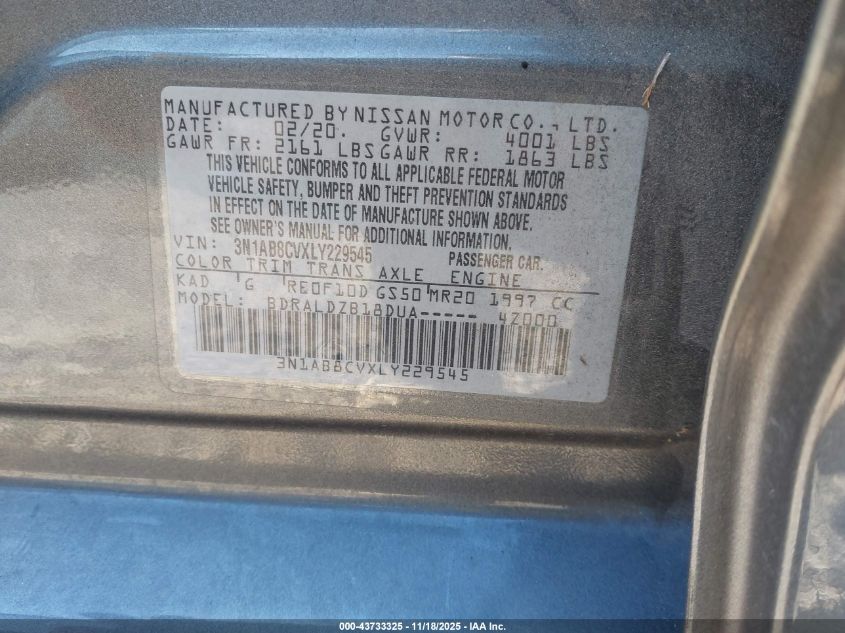 MANUFACTURED BY NISSAN MOTOR CO., LTD.
DATE: 02/20. GVWR: 4001 LBS
GAWR FR: 2161 LBS GAWR RR: 1863 LBS
THIS VEHICLE CONFORMS TO ALL APPLICABLE FEDERAL MOTOR
VEHICLE SAFETY, BUMPER AND THEFT PREVENTION STANDARDS
IN EFFECT ON THE DATE OF MANUFACTURE SHOWN ABOVE.
SEE OWNER'S MANUAL FOR ADDITIONAL INFORMATION.
VIN: 3N1AB8CVXLY229545 PASSENGER CAR.
COLOR TRIM TRANS AXLE ENGINE
KAD G RE0F10D GS50 MR20 1997 CC
MODEL: BDRALDZB18DUA----- 4Z000
3N1AB8CVXLY229545
000-43733325 - 11/18/2025 - IAA Inc.